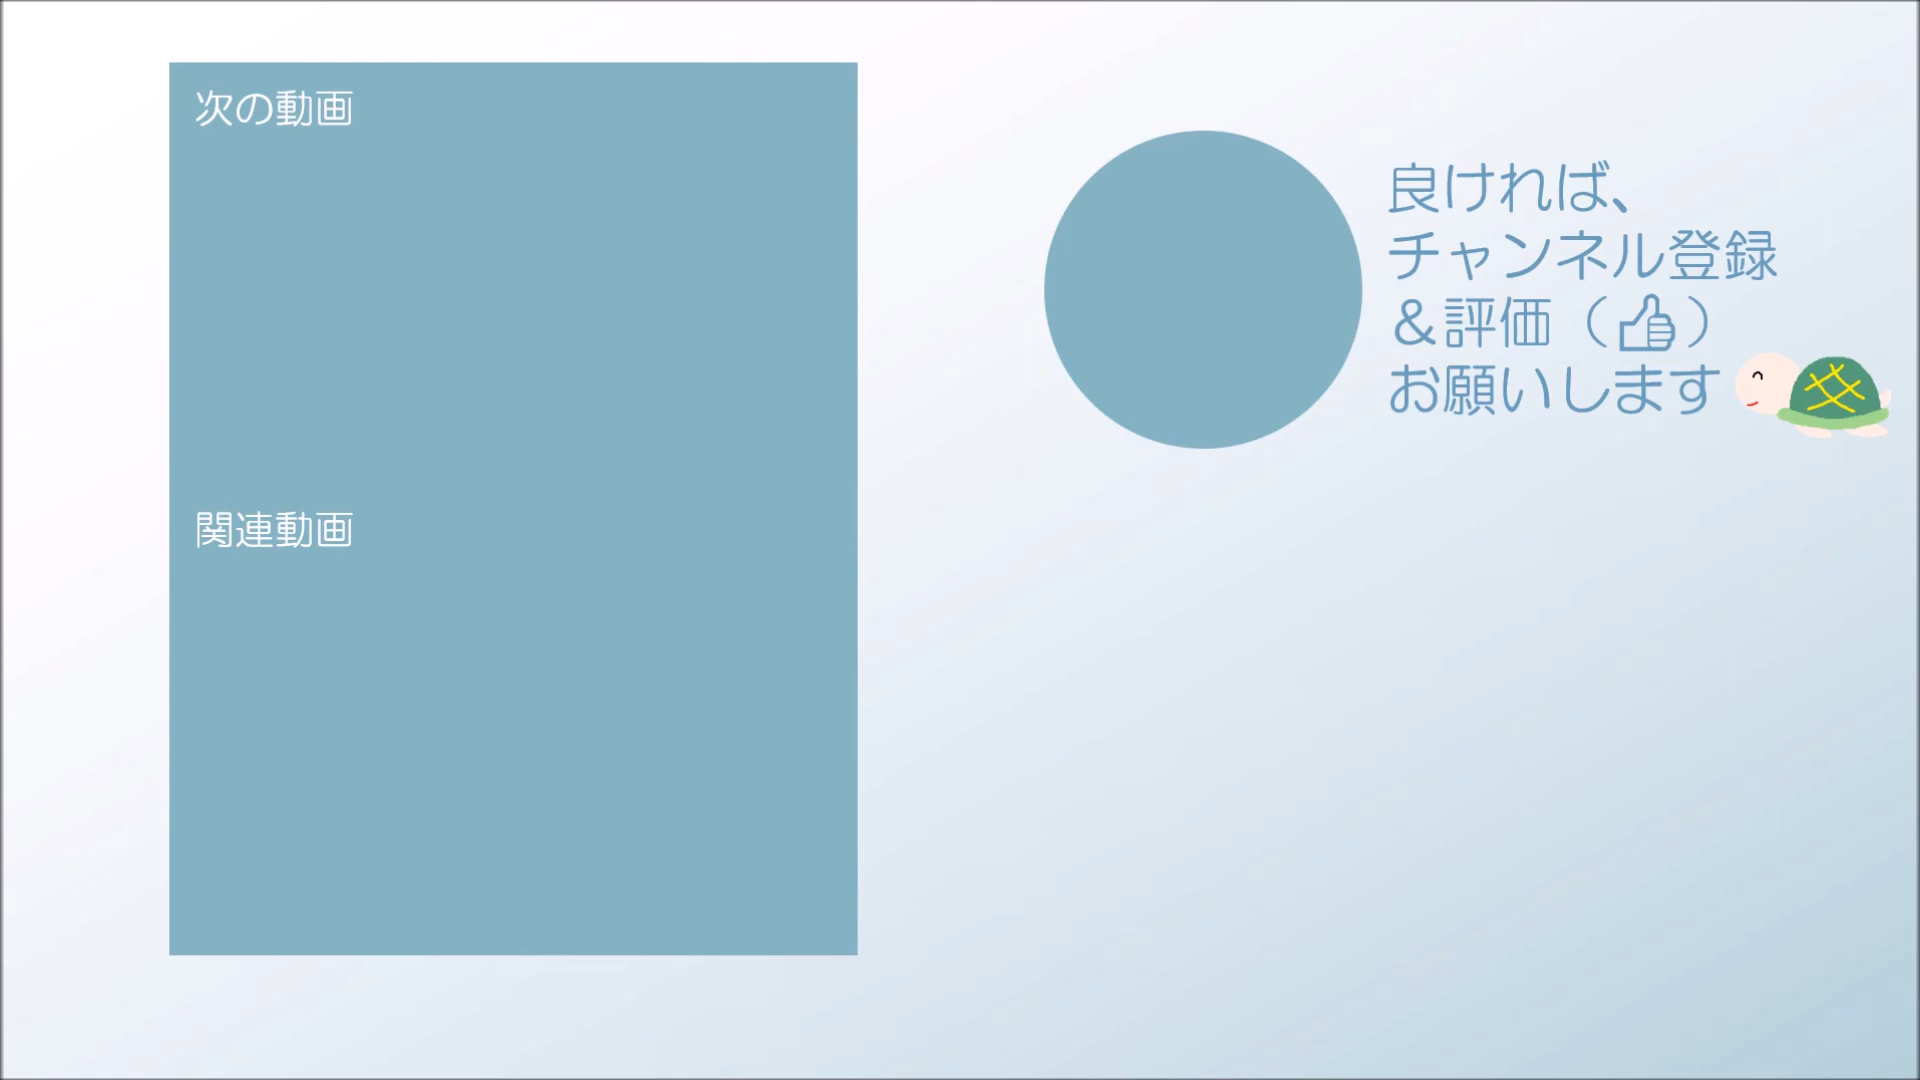 次の動画
関連動画
良ければ、
チャンネル登録
&評価（👍）
お願いします